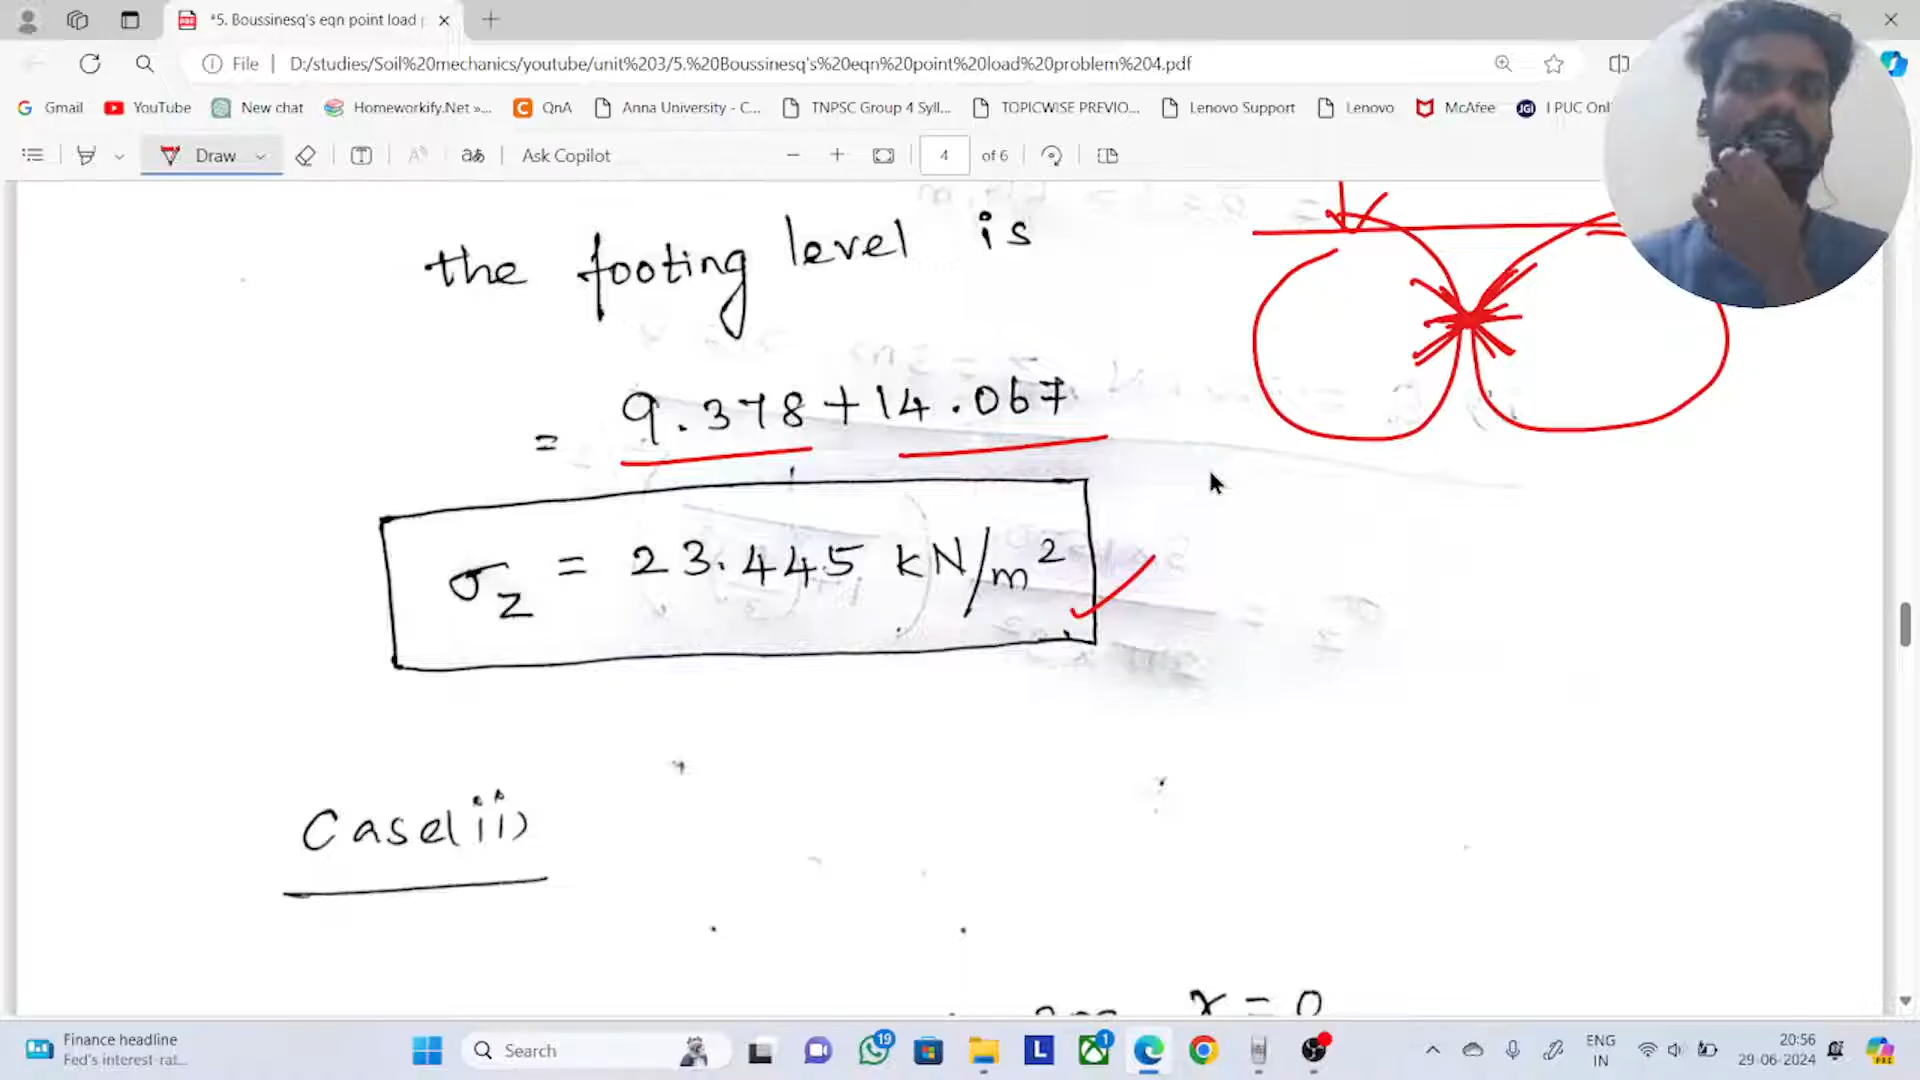 *5. Boussinesq's eqn point load p
File
D:/studies/Soil%20mechanics/youtube/unit%203/5.%20Boussinesq's%20eqn%20point%20load%20problem%204.pdf
Gmail YouTube New chat Homeworkify.Net »... QnA Anna University - C... TNPSC Group 4 Syll... TOPICWISE PREVIO... Lenovo Support Lenovo McAfee I PUC Onl
Draw Ask Copilot 4 of 6
the footing level is
= 9.378 + 14.067
σz = 23.445 kN/m²
Case(ii)
r = 0
Finance headline
Fed's interest-rat...
Search
19
1
ENG
IN
20:56
29-06-2024